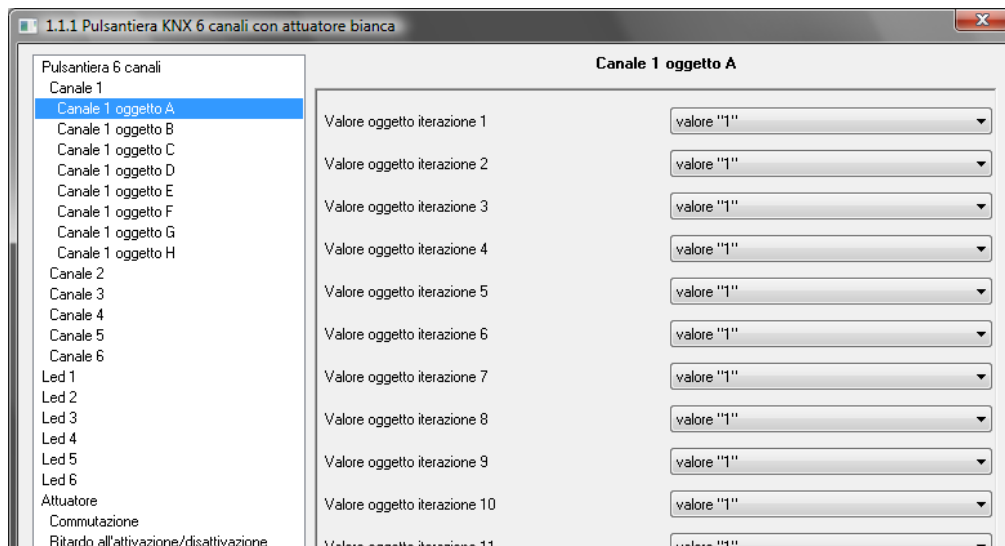 1.1.1 Pulsantiera KNX 6 canali con attuatore bianca
Pulsantiera 6 canali
Canale 1
Canale 1 oggetto A
Canale 1 oggetto B
Canale 1 oggetto C
Canale 1 oggetto D
Canale 1 oggetto E
Canale 1 oggetto F
Canale 1 oggetto G
Canale 1 oggetto H
Canale 2
Canale 3
Canale 4
Canale 5
Canale 6
Led 1
Led 2
Led 3
Led 4
Led 5
Led 6
Attuatore
Commutazione
Ritardo all'attivazione/disattivazione
Canale 1 oggetto A
Valore oggetto iterazione 1 valore "1"
Valore oggetto iterazione 2 valore "1"
Valore oggetto iterazione 3 valore "1"
Valore oggetto iterazione 4 valore "1"
Valore oggetto iterazione 5 valore "1"
Valore oggetto iterazione 6 valore "1"
Valore oggetto iterazione 7 valore "1"
Valore oggetto iterazione 8 valore "1"
Valore oggetto iterazione 9 valore "1"
Valore oggetto iterazione 10 valore "1"
Valore oggetto iterazione 11 valore "1"